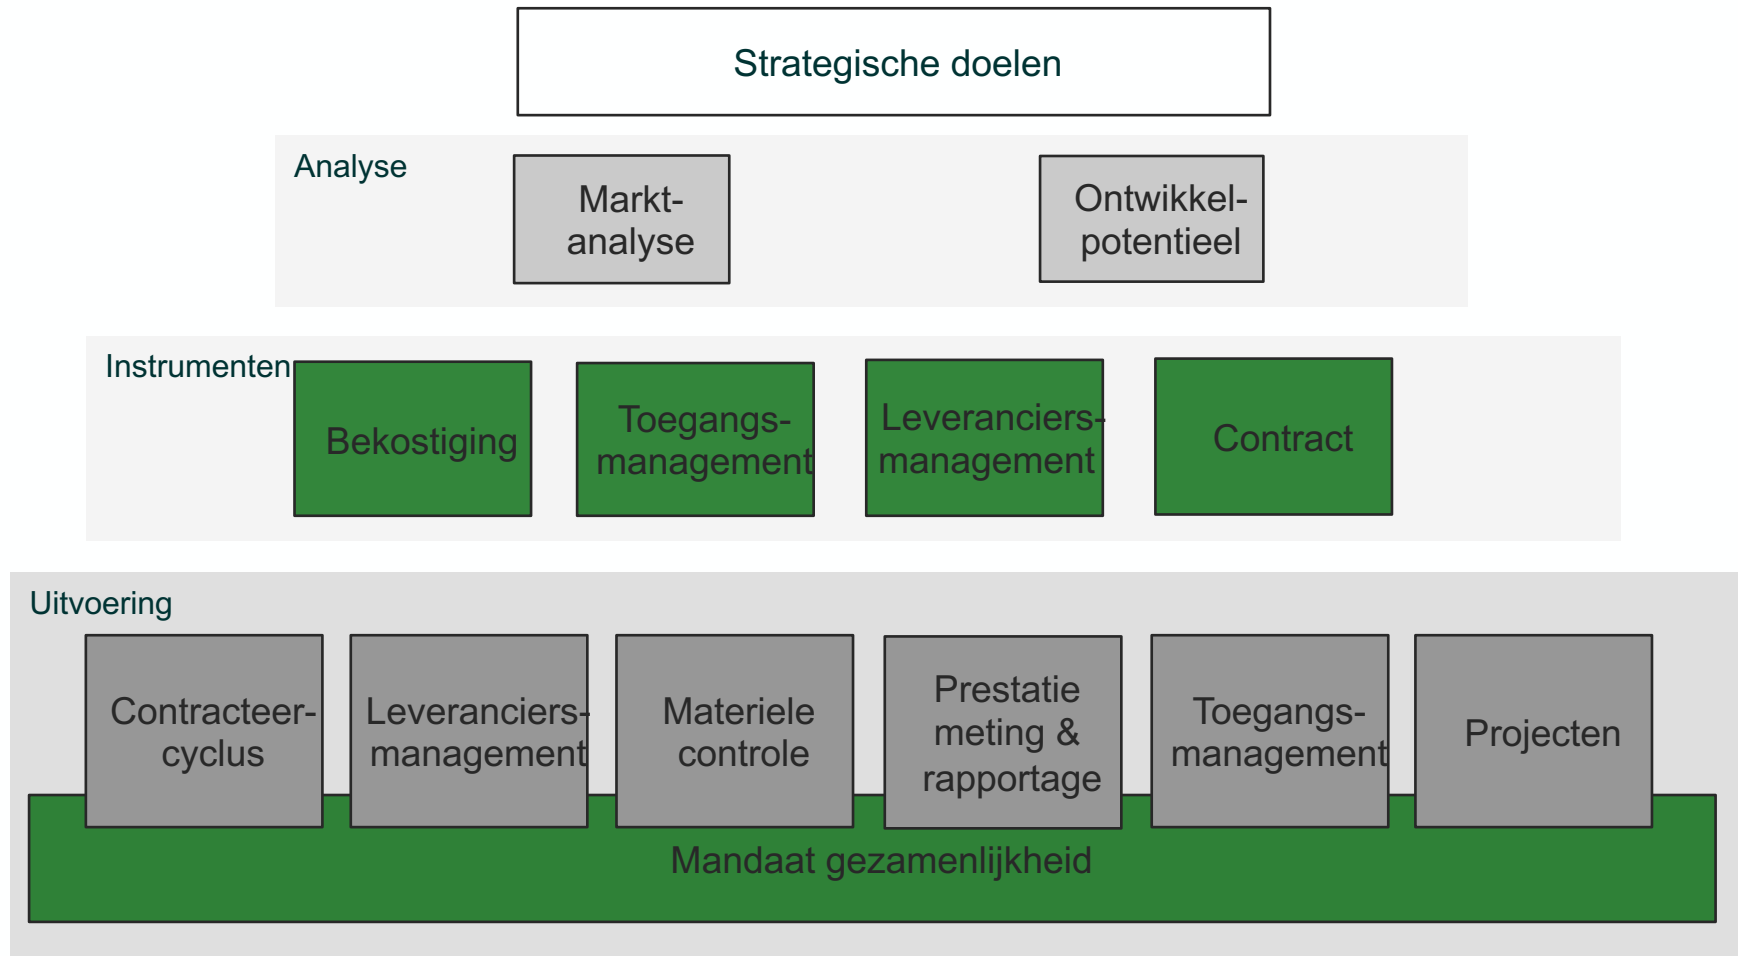 Strategische doelen
Analyse
Markt-
analyse
Ontwikkel-
potentieel
Instrumenten
Bekostiging
Toegangs-
management
Leveranciers-
management
Contract
Uitvoering
Contracteer-
cyclus
Leveranciers-
management
Materiele
controle
Prestatie
meting &
rapportage
Toegangs-
management
Projecten
Mandaat gezamenlijkheid